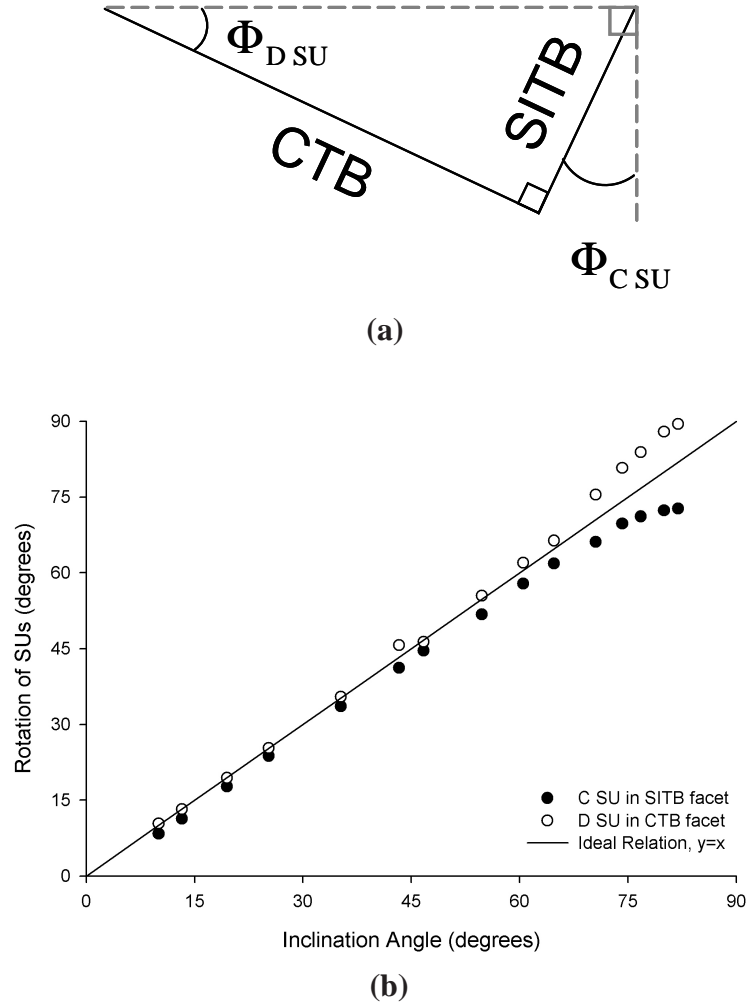 Φ D SU
CTB
SITB
Φ C SU
(a)
90
75
60
45
30
15
0
Rotation of SUs (degrees)
C SU in SITB facet
D SU in CTB facet
Ideal Relation, y=x
0 15 30 45 60 75 90
Inclination Angle (degrees)
(b)